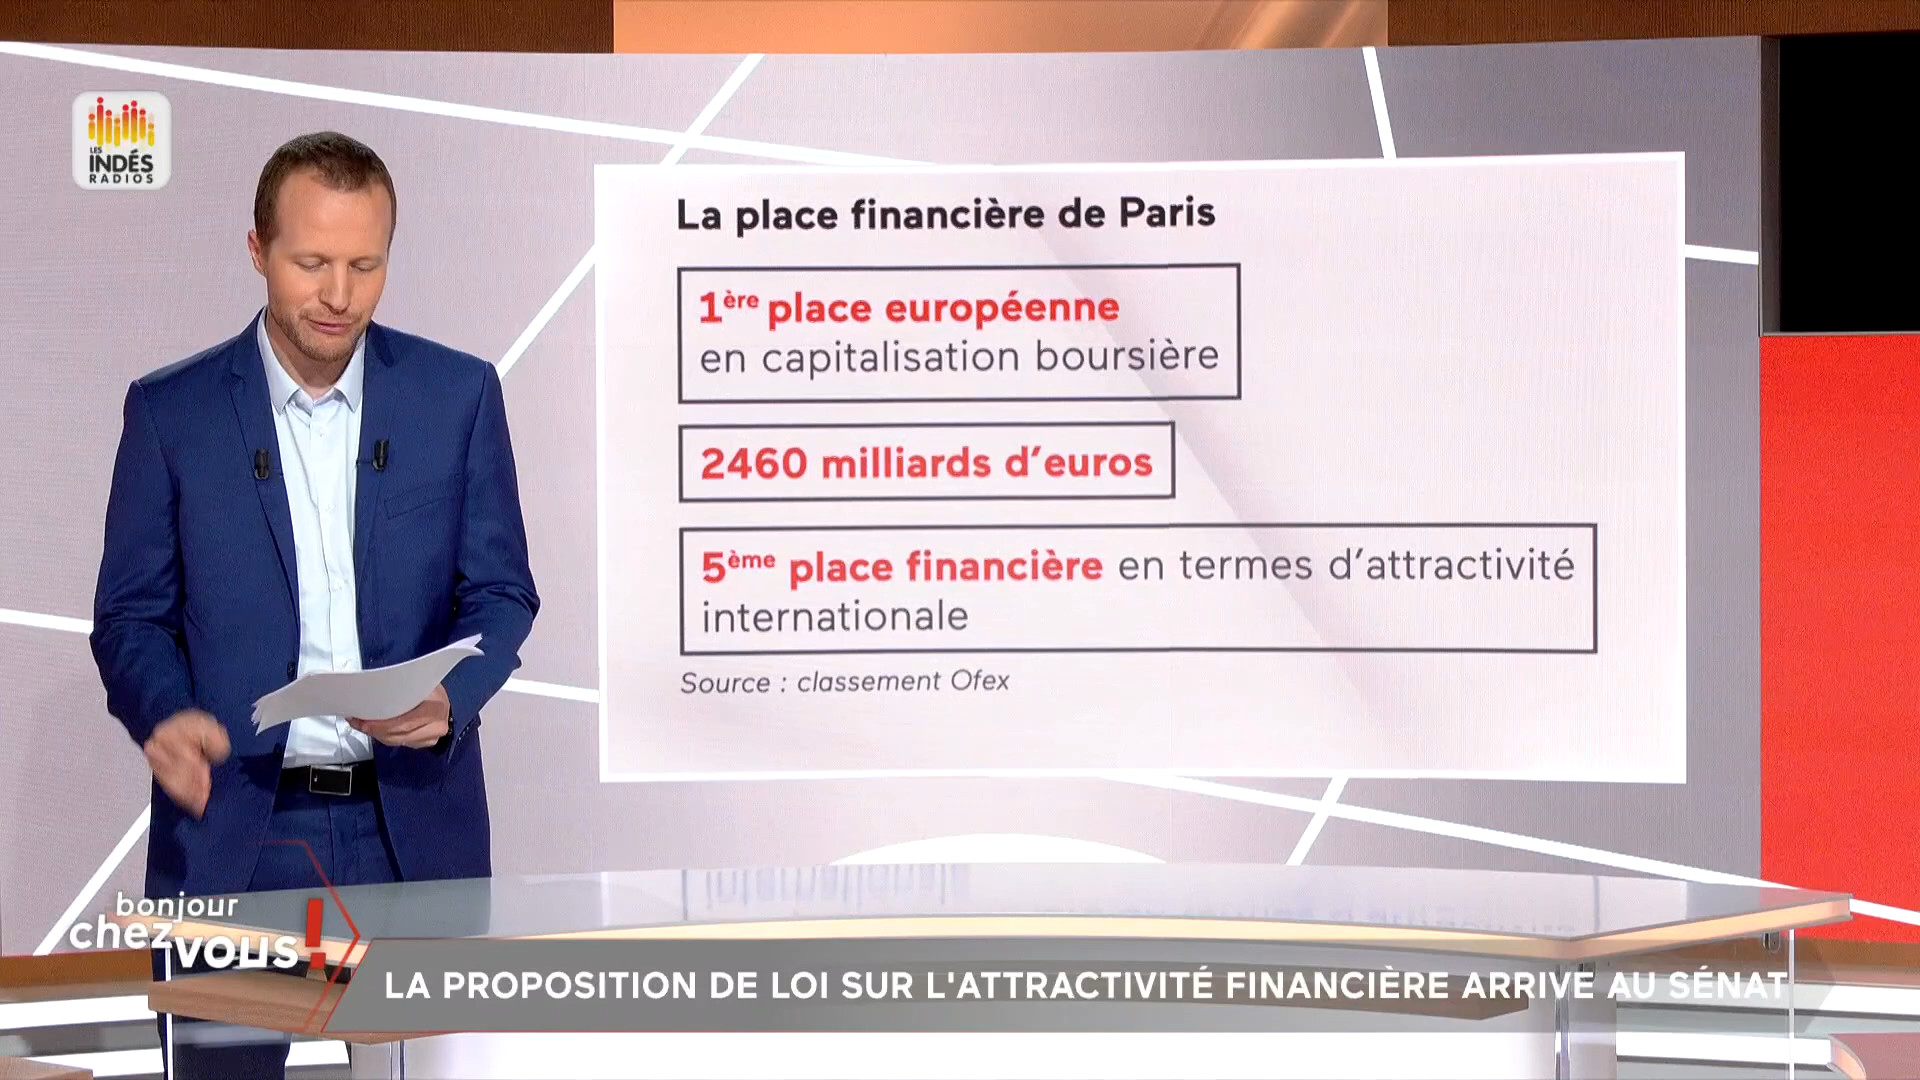 LES
INDÉS
RADIOS
La place financière de Paris
1ère place européenne
en capitalisation boursière
2460 milliards d'euros
5ème place financière en termes d'attractivité
internationale
Source : classement Ofex
bonjour
chez
vous!
LA PROPOSITION DE LOI SUR L'ATTRACTIVITÉ FINANCIÈRE ARRIVE AU SÉNAT